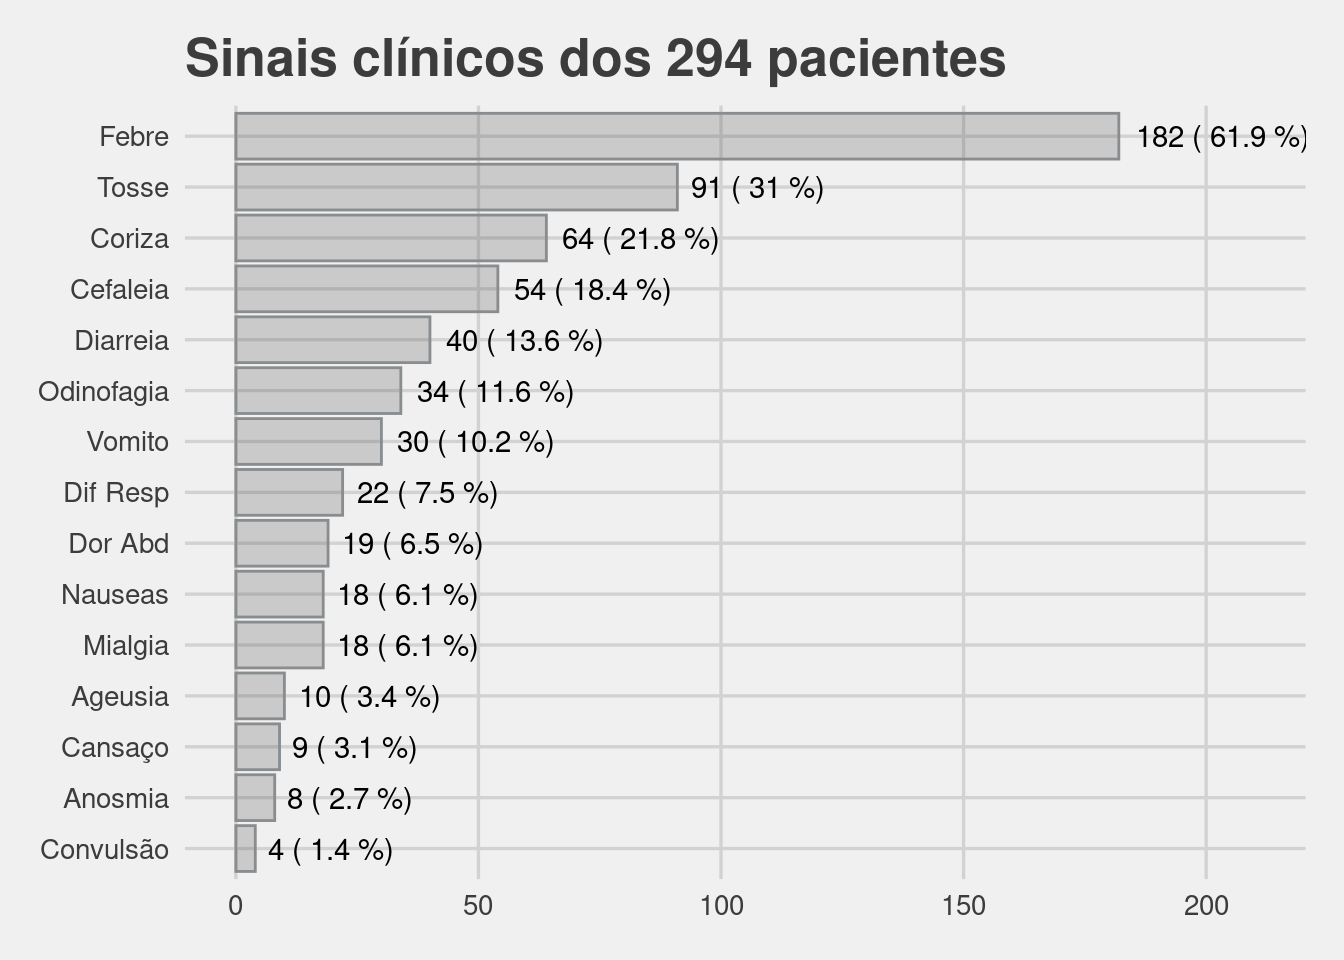 Sinais clínicos dos 294 pacientes
Febre 182 ( 61.9 %)
Tosse 91 ( 31 %)
Coriza 64 ( 21.8 %)
Cefaleia 54 ( 18.4 %)
Diarreia 40 ( 13.6 %)
Odinofagia 34 ( 11.6 %)
Vomito 30 ( 10.2 %)
Dif Resp 22 ( 7.5 %)
Dor Abd 19 ( 6.5 %)
Nauseas 18 ( 6.1 %)
Mialgia 18 ( 6.1 %)
Ageusia 10 ( 3.4 %)
Cansaço 9 ( 3.1 %)
Anosmia 8 ( 2.7 %)
Convulsão 4 ( 1.4 %)
0 50 100 150 200